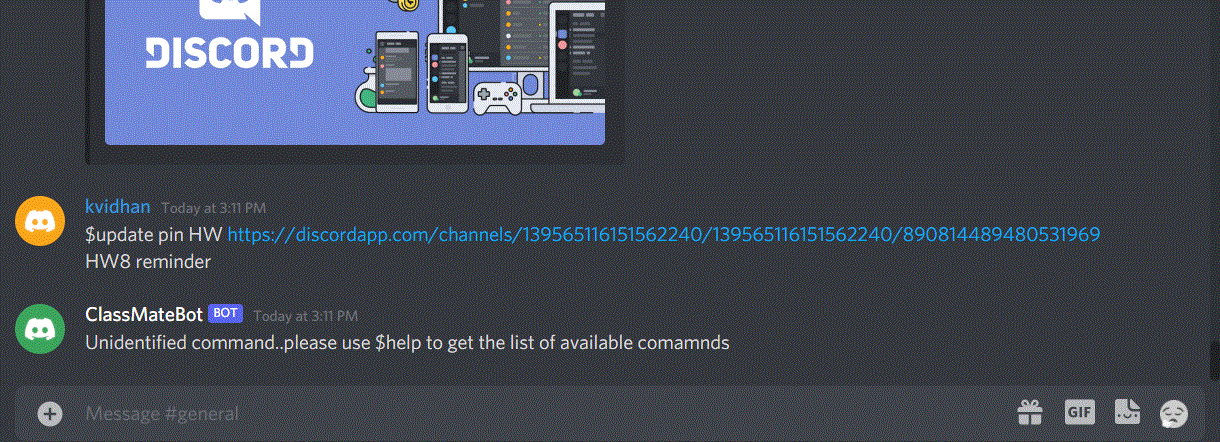 DISCORD
kvidhan Today at 3:11 PM
$update pin HW https://discordapp.com/channels/139565116151562240/139565116151562240/890814489480531969
HW8 reminder
ClassMateBot BOT Today at 3:11 PM
Unidentified command..please use $help to get the list of available comamnds
Message #general
GIF